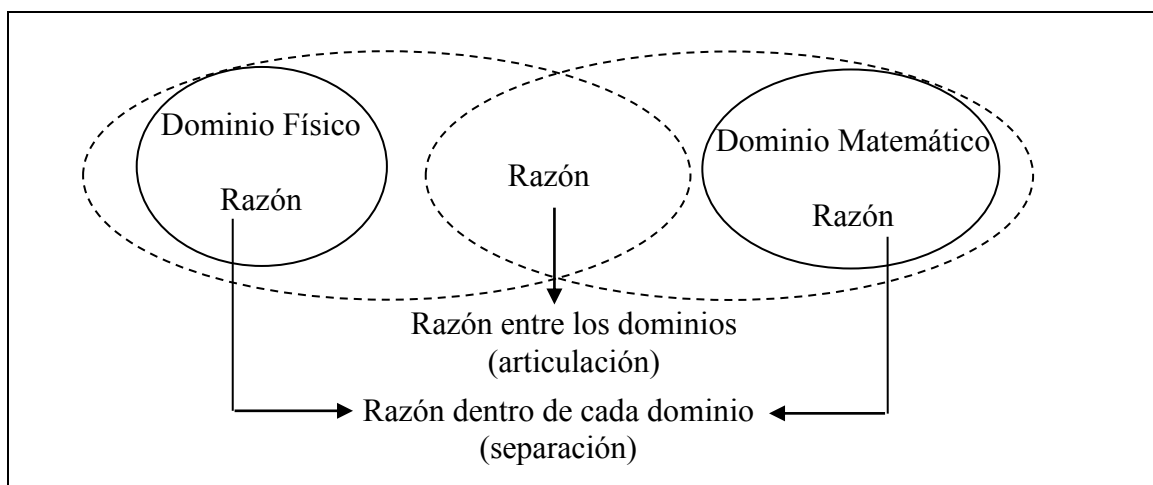 Dominio Físico
Razón
Razón
Dominio Matemático
Razón
Razón entre los dominios
(articulación)
Razón dentro de cada dominio
(separación)